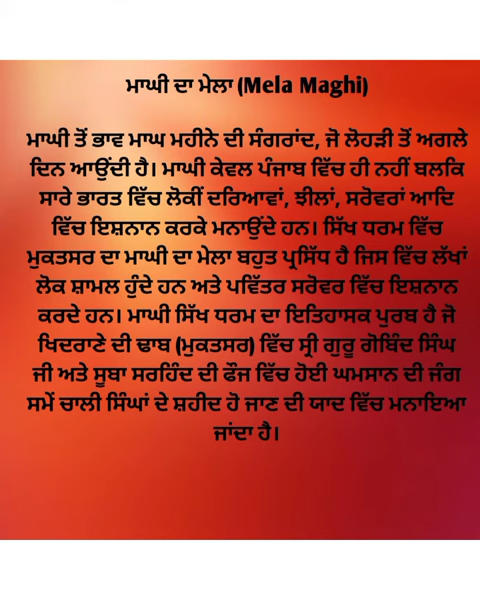 ਮਾਘੀ ਦਾ ਮੇਲਾ (Mela Maghi)
ਮਾਘੀ ਤੋਂ ਭਾਵ ਮਾਘ ਮਹੀਨੇ ਦੀ ਸੰਗਰਾਂਦ, ਜੋ ਲੋਹੜੀ ਤੋਂ ਅਗਲੇ
ਦਿਨ ਆਉਂਦੀ ਹੈ। ਮਾਘੀ ਕੇਵਲ ਪੰਜਾਬ ਵਿੱਚ ਹੀ ਨਹੀਂ ਬਲਕਿ
ਸਾਰੇ ਭਾਰਤ ਵਿੱਚ ਲੋਕੀਂ ਦਰਿਆਵਾਂ, ਝੀਲਾਂ, ਸਰੋਵਰਾਂ ਆਦਿ
ਵਿੱਚ ਇਸ਼ਨਾਨ ਕਰਕੇ ਮਨਾਉਂਦੇ ਹਨ। ਸਿੱਖ ਧਰਮ ਵਿੱਚ
ਮੁਕਤਸਰ ਦਾ ਮਾਘੀ ਦਾ ਮੇਲਾ ਬਹੁਤ ਪ੍ਰਸਿੱਧ ਹੈ ਜਿਸ ਵਿੱਚ ਲੱਖਾਂ
ਲੋਕ ਸ਼ਾਮਲ ਹੁੰਦੇ ਹਨ ਅਤੇ ਪਵਿੱਤਰ ਸਰੋਵਰ ਵਿੱਚ ਇਸ਼ਨਾਨ
ਕਰਦੇ ਹਨ। ਮਾਘੀ ਸਿੱਖ ਧਰਮ ਦਾ ਇਤਿਹਾਸਕ ਪੁਰਬ ਹੈ ਜੋ
ਖਿਦਰਾਣੇ ਦੀ ਢਾਬ (ਮੁਕਤਸਰ) ਵਿੱਚ ਸ੍ਰੀ ਗੁਰੂ ਗੋਬਿੰਦ ਸਿੰਘ
ਜੀ ਅਤੇ ਸੂਬਾ ਸਰਹਿੰਦ ਦੀ ਫੌਜ ਵਿੱਚ ਹੋਈ ਘਮਸਾਨ ਦੀ ਜੰਗ
ਸਮੇਂ ਚਾਲੀ ਸਿੰਘਾਂ ਦੇ ਸ਼ਹੀਦ ਹੋ ਜਾਣ ਦੀ ਯਾਦ ਵਿੱਚ ਮਨਾਇਆ
ਜਾਂਦਾ ਹੈ।